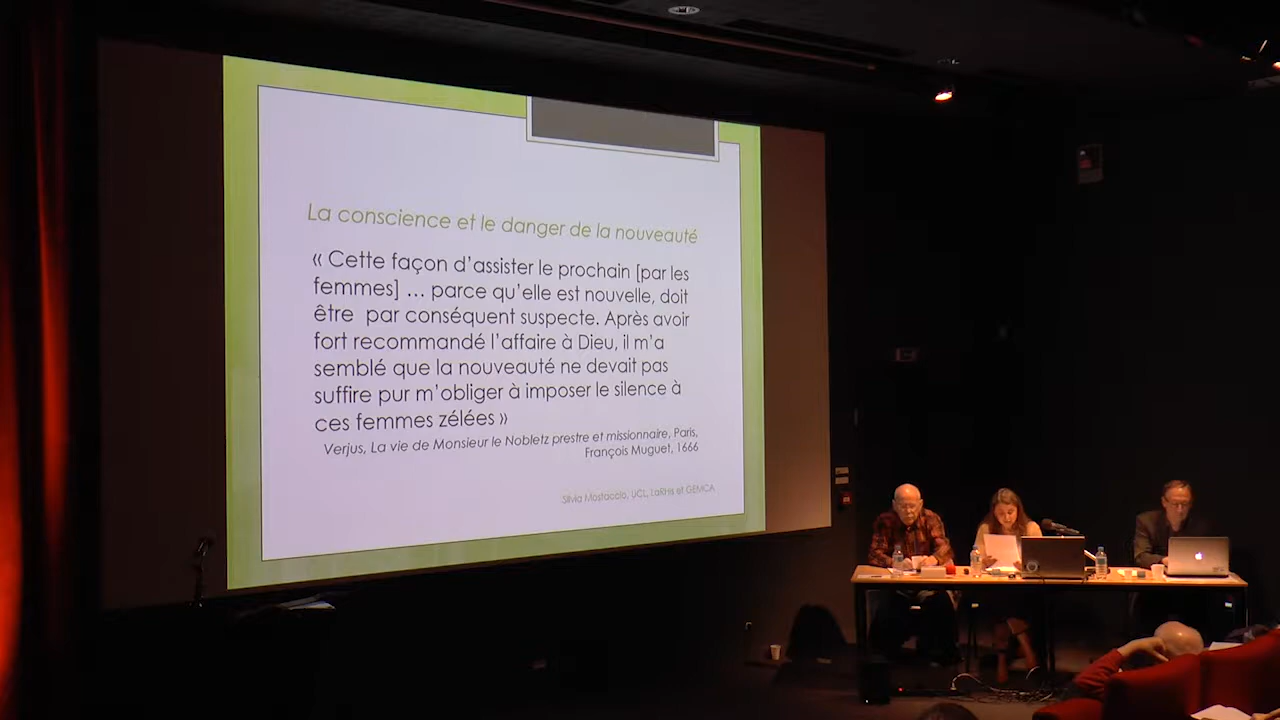 La conscience et le danger de la nouveauté
« Cette façon d’assister le prochain [par les
femmes] … parce qu’elle est nouvelle, doit
être par conséquent suspecte. Après avoir
fort recommandé l’affaire à Dieu, il m’a
semblé que la nouveauté ne devait pas
suffire pur m’obliger à imposer le silence à
ces femmes zélées »
Verjus, La vie de Monsieur le Nobletz prestre et missionnaire, Paris,
François Muguet, 1666
Silvia Mostaccio, UCL, LaRHis et GEMCA